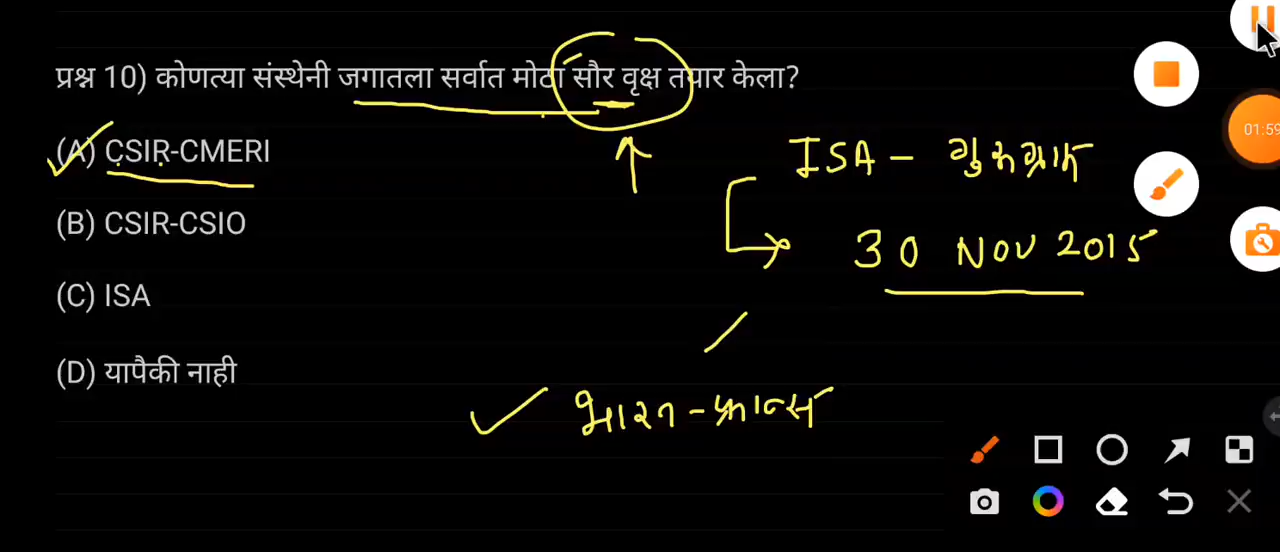 प्रश्न 10) कोणत्या संस्थेनी जगातला सर्वात मोठा सौर वृक्ष तयार केला?
(A) CSIR-CMERI
(B) CSIR-CSIO
(C) ISA
(D) यापैकी नाही
ISA - गुरुग्राम
30 NOV 2015
भारत - फ्रान्स
01:59